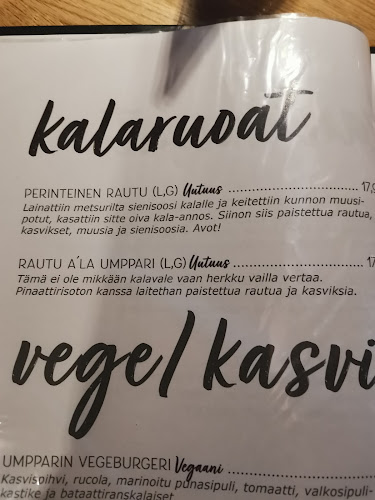 kalaruoat
PERINTEINEN RAUTU (L,G) Uutuus ........................ 17,9
Lainattiin metsurilta sienisoosi kalalle ja keitettiin kunnon muusi-
potut, kasattiin sitte oiva kala-annos. Siinon siis paistettua rautua,
kasvikset, muusia ja sienisoosia. Avot!
RAUTU A´LA UMPPARI (L,G) Uutuus ........................ 17
Tämä ei ole mikkään kalavale vaan herkku vailla vertaa.
Pinaattirisoton kanssa laitethan paistettua rautua ja kasviksia.
vege/kasvi
UMPPARIN VEGEBURGERI Vegaani ........................
Kasvispihvi, rucola, marinoitu punasipuli, tomaatti, valkosipuli-
kastike ja bataattiranskalaiset